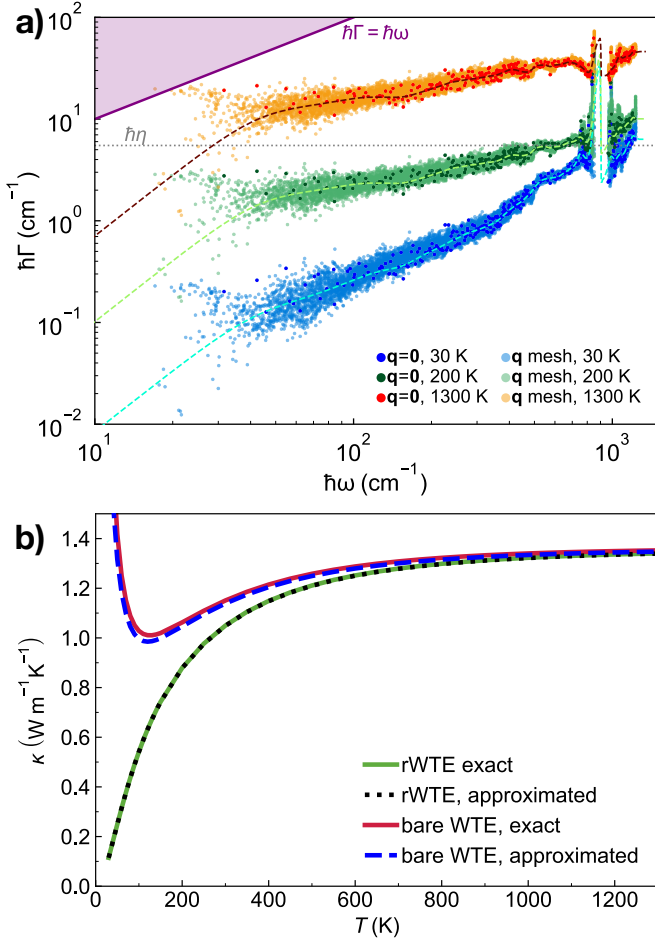 a)
10²
10¹
10⁰
10⁻¹
10⁻²
ħΓ (cm⁻¹)
ħΓ = ħω
ħη
q=0, 30 K
q mesh, 30 K
q=0, 200 K
q mesh, 200 K
q=0, 1300 K
q mesh, 1300 K
10¹
10²
10³
ħω (cm⁻¹)
b)
1.4
1.2
1.0
0.8
0.6
0.4
0.2
0.0
κ (W m⁻¹K⁻¹)
rWTE exact
rWTE, approximated
bare WTE, exact
bare WTE, approximated
0
200
400
600
800
1000
1200
T (K)